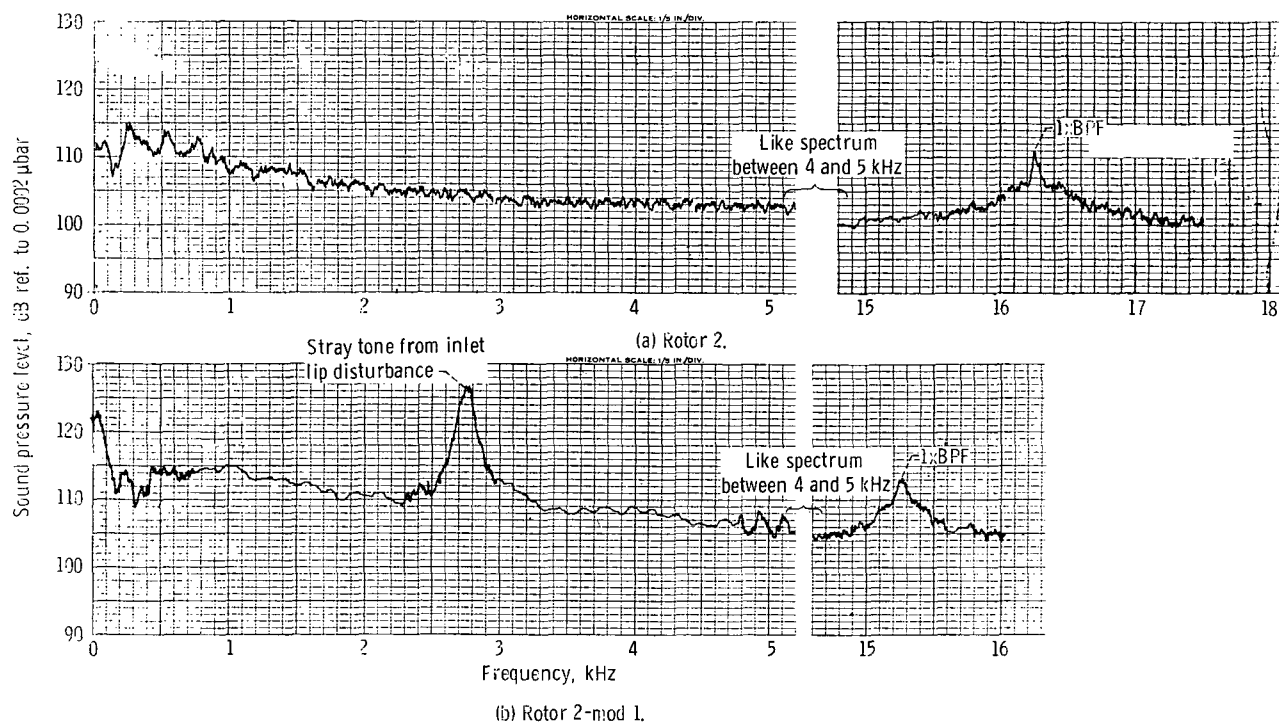 HORIZONTAL SCALE: 1/5 IN./DIV.
130
120
110
100
90
Like spectrum
between 4 and 5 kHz
1xBPF
0 1 2 3 4 5 15 16 17 18
(a) Rotor 2.
Sound pressure level, dB ref. to 0.0002 μbar
HORIZONTAL SCALE: 1/5 IN./DIV.
130
120
110
100
90
Stray tone from inlet
lip disturbance
Like spectrum
between 4 and 5 kHz
1xBPF
0 1 2 3 4 5 15 16
Frequency, kHz
(b) Rotor 2-mod 1.